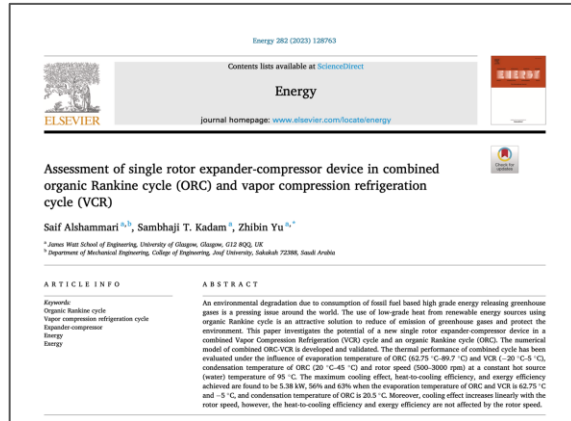 Energy 282 (2023) 128763
Contents lists available at ScienceDirect
Energy
journal homepage: www.elsevier.com/locate/energy
ELSEVIER
ENERGY
Check for
updates
Assessment of single rotor expander-compressor device in combined
organic Rankine cycle (ORC) and vapor compression refrigeration
cycle (VCR)
Saif Alshammari a,b, Sambhaji T. Kadam a, Zhibin Yu a,*
a James Watt School of Engineering, University of Glasgow, Glasgow, G12 8QQ, UK
b Department of Mechanical Engineering, College of Engineering, Jouf University, Sakakah 72388, Saudi Arabia
ARTICLE INFO
Keywords:
Organic Rankine cycle
Vapor compression refrigeration cycle
Expander-compressor
Energy
Exergy
ABSTRACT
An environmental degradation due to consumption of fossil fuel based high grade energy releasing greenhouse
gases is a pressing issue around the world. The use of low-grade heat from renewable energy sources using
organic Rankine cycle is an attractive solution to reduce of emission of greenhouse gases and protect the
environment. This paper investigates the potential of a new single rotor expander-compressor device in a
combined Vapor Compression Refrigeration (VCR) cycle and an organic Rankine cycle (ORC). The numerical
model of combined ORC-VCR is developed and validated. The thermal performance of combined cycle has been
evaluated under the influence of evaporation temperature of ORC (62.75 °C–89.7 °C) and VCR (−20 °C-5 °C),
condensation temperature of ORC (20 °C–45 °C) and rotor speed (500–3000 rpm) at a constant hot source
(water) temperature of 95 °C. The maximum cooling effect, heat-to-cooling efficiency, and exergy efficiency
achieved are found to be 5.38 kW, 56% and 63% when the evaporation temperature of ORC and VCR is 62.75 °C
and −5 °C, and condensation temperature of ORC is 20.5 °C. Moreover, cooling effect increases linearly with the
rotor speed, however, the heat-to-cooling efficiency and exergy efficiency are not affected by the rotor speed.